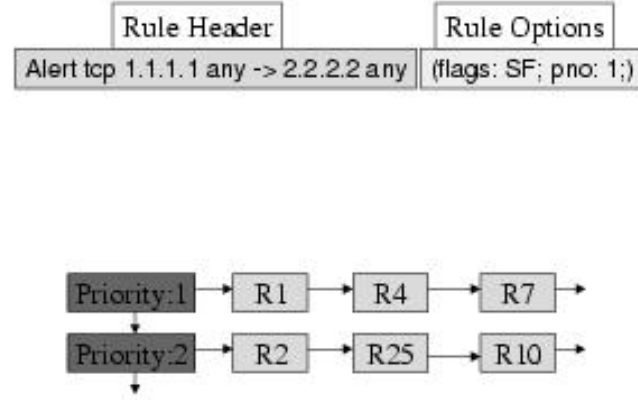 Rule Header Rule Options
Alert tcp 1.1.1.1 any -> 2.2.2.2 any (flags: SF; pno: 1;)
Priority:1 R1 R4 R7
Priority:2 R2 R25 R10